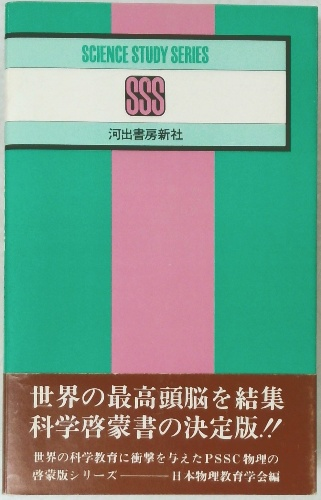 SCIENCE STUDY SERIES
SSS
河出書房新社
世界の最高頭脳を結集
科学啓蒙書の決定版!!
世界の科学教育に衝撃を与えたPSSC物理の
啓蒙版シリーズ────日本物理教育学会編